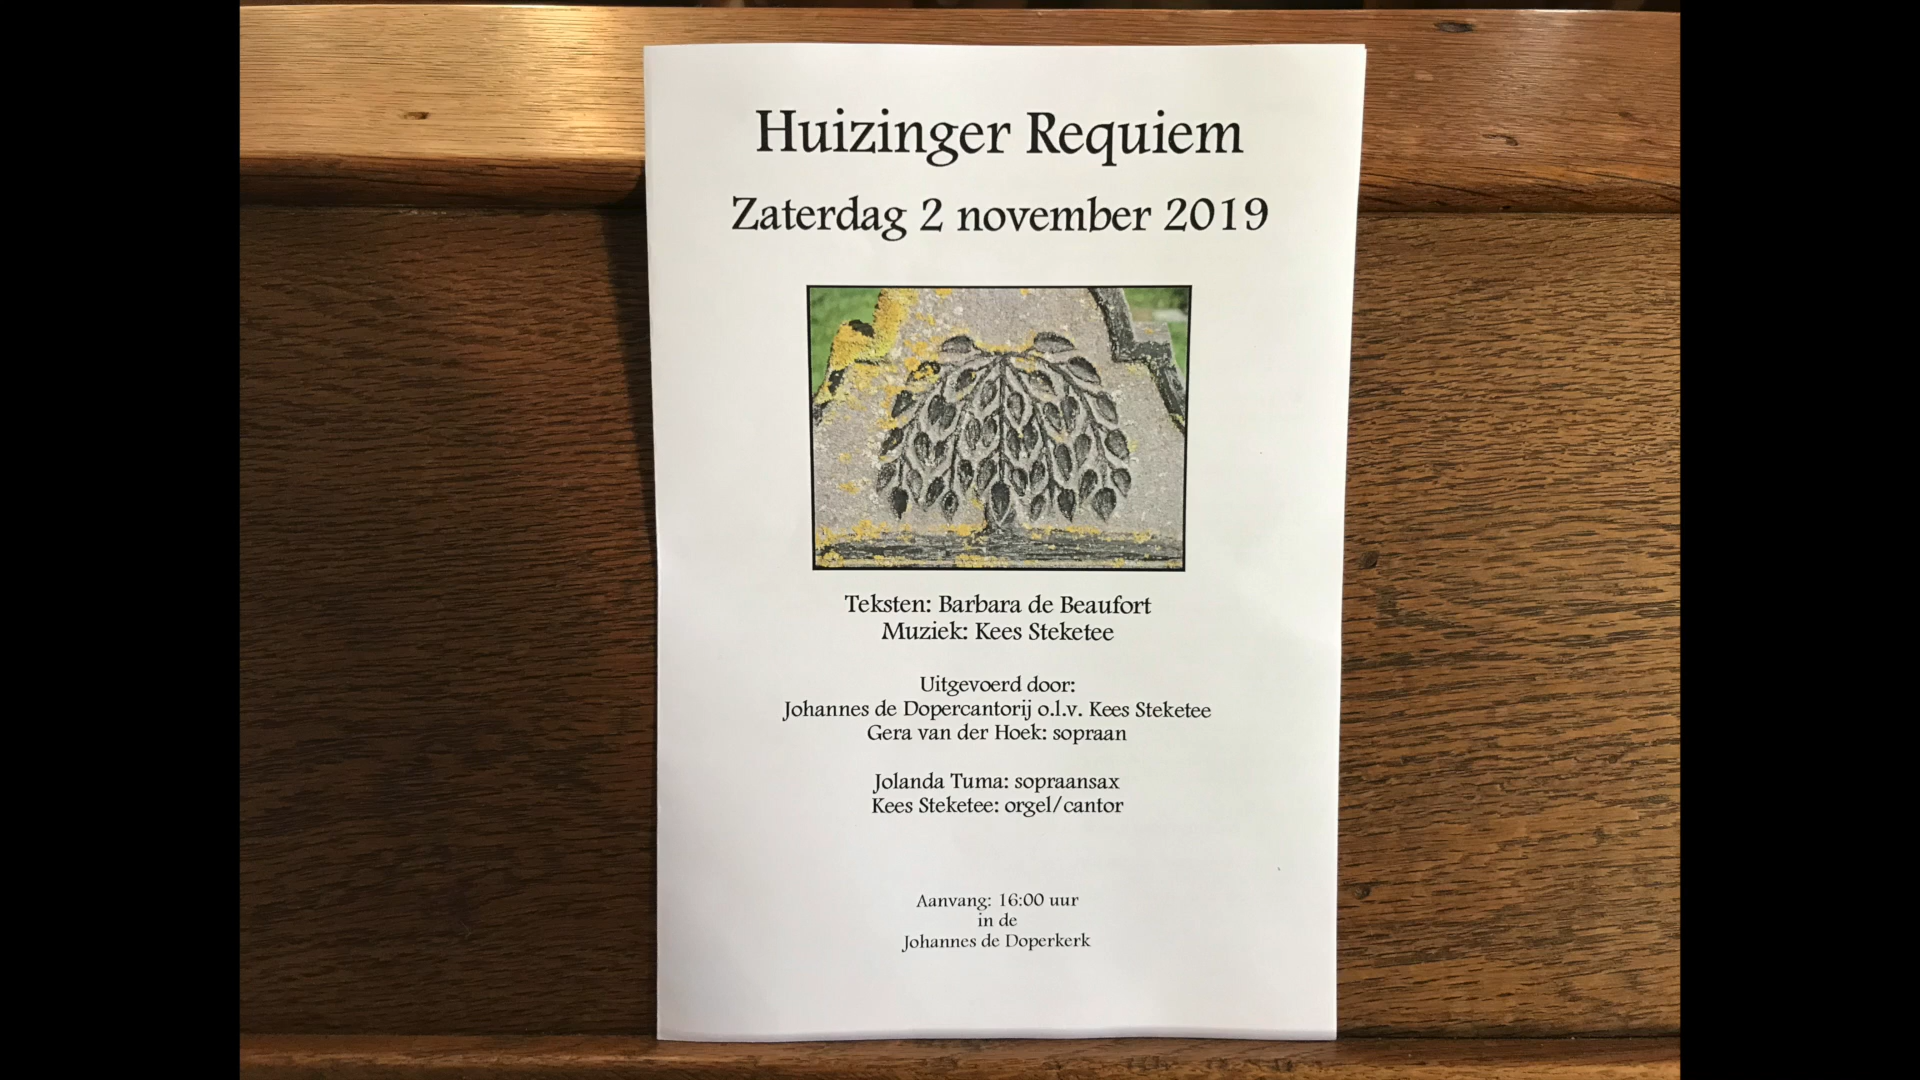 Huizinger Requiem
Zaterdag 2 november 2019
Teksten: Barbara de Beaufort
Muziek: Kees Steketee
Uitgevoerd door:
Johannes de Dopercantorij o.l.v. Kees Steketee
Gera van der Hoek: sopraan
Jolanda Tuma: sopraansax
Kees Steketee: orgel/cantor
Aanvang: 16:00 uur
in de
Johannes de Doperkerk